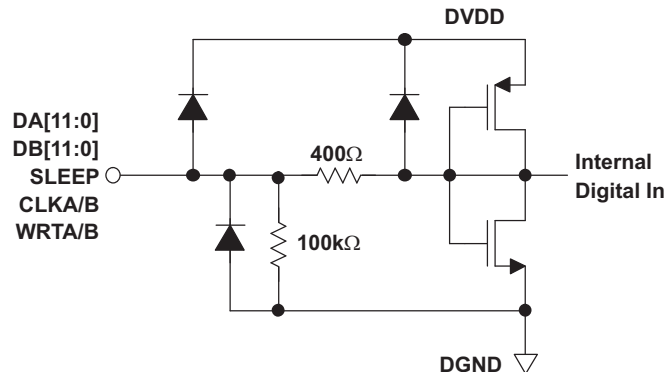 DVDD
DA[11:0]
DB[11:0]
SLEEP
CLKA/B
WRTA/B
400Ω
100kΩ
Internal
Digital In
DGND